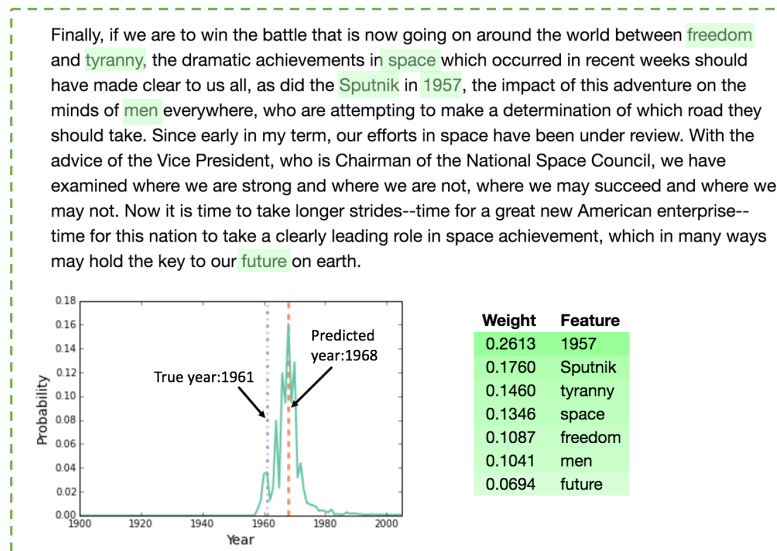 Finally, if we are to win the battle that is now going on around the world between freedom
and tyranny, the dramatic achievements in space which occurred in recent weeks should
have made clear to us all, as did the Sputnik in 1957, the impact of this adventure on the
minds of men everywhere, who are attempting to make a determination of which road they
should take. Since early in my term, our efforts in space have been under review. With the
advice of the Vice President, who is Chairman of the National Space Council, we have
examined where we are strong and where we are not, where we may succeed and where we
may not. Now it is time to take longer strides--time for a great new American enterprise--
time for this nation to take a clearly leading role in space achievement, which in many ways
may hold the key to our future on earth.
0.18
0.16
0.14
0.12
0.10
0.08
0.06
0.04
0.02
0.00
Probability
True year:1961
Predicted
year:1968
1900 1920 1940 1960 1980 2000
Year
Weight Feature
0.2613 1957
0.1760 Sputnik
0.1460 tyranny
0.1346 space
0.1087 freedom
0.1041 men
0.0694 future